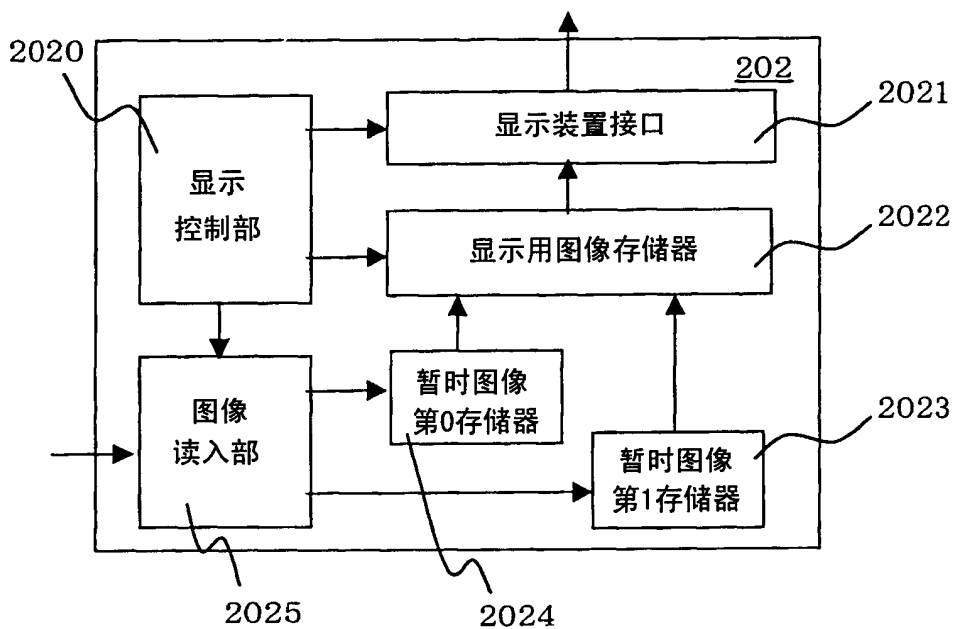 2020
202
2021
显示装置接口
显示
控制部
2022
显示用图像存储器
暂时图像
第0存储器
图像
读入部
2023
暂时图像
第1存储器
2025
2024